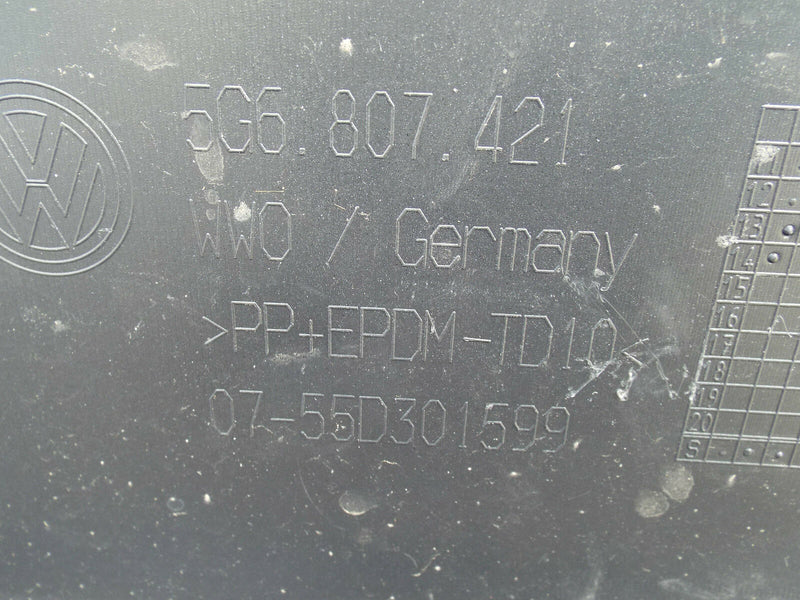 5G6.807.421
WWO / Germany
>PP+EPDM-TD10<
07-55D301599
11
12
13
14
15
16
17
18
19
20
S